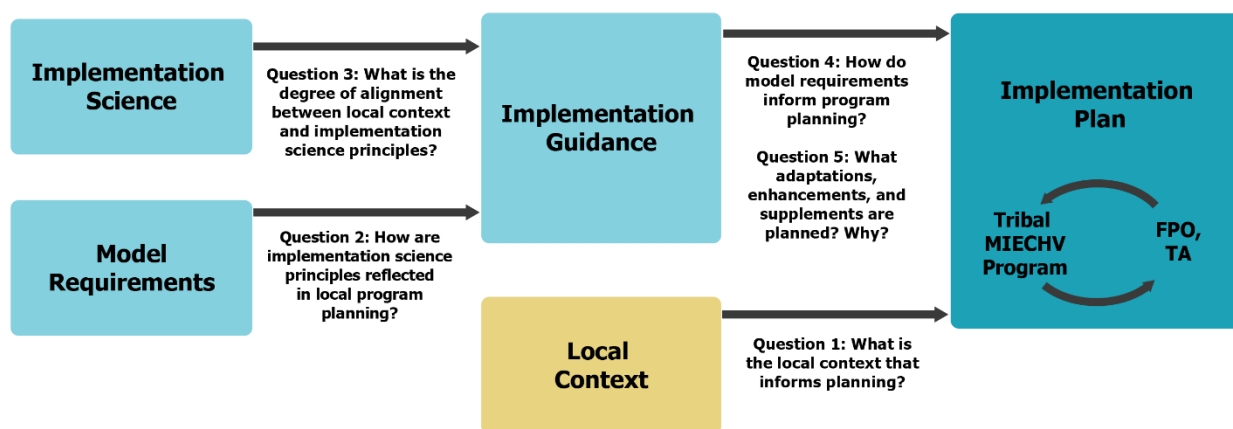 Implementation
Science
Question 3: What is the
degree of alignment
between local context
and implementation
science principles?
Model
Requirements
Question 2: How are
implementation science
principles reflected
in local program
planning?
Implementation
Guidance
Question 4: How do
model requirements
inform program
planning?
Question 5: What
adaptations,
enhancements, and
supplements are
planned? Why?
Local
Context
Question 1: What is
the local context that
informs planning?
Implementation
Plan
Tribal
MIECHV
Program
FPO,
TA